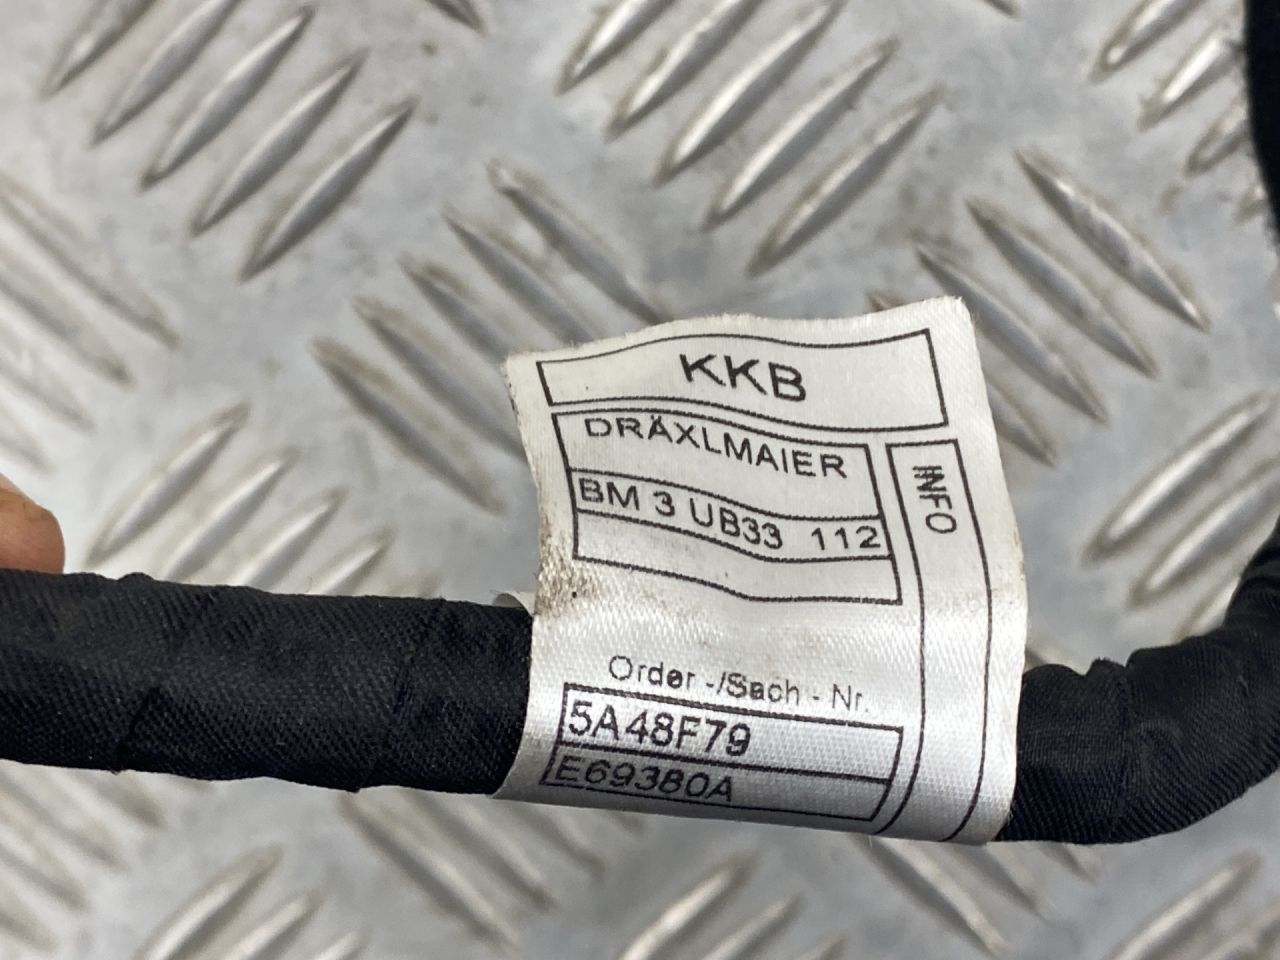 KKB
DRÄXLMAIER
BM 3 UB33 112
INFO
Order -/Sach - Nr.
5A48F79
E69380A